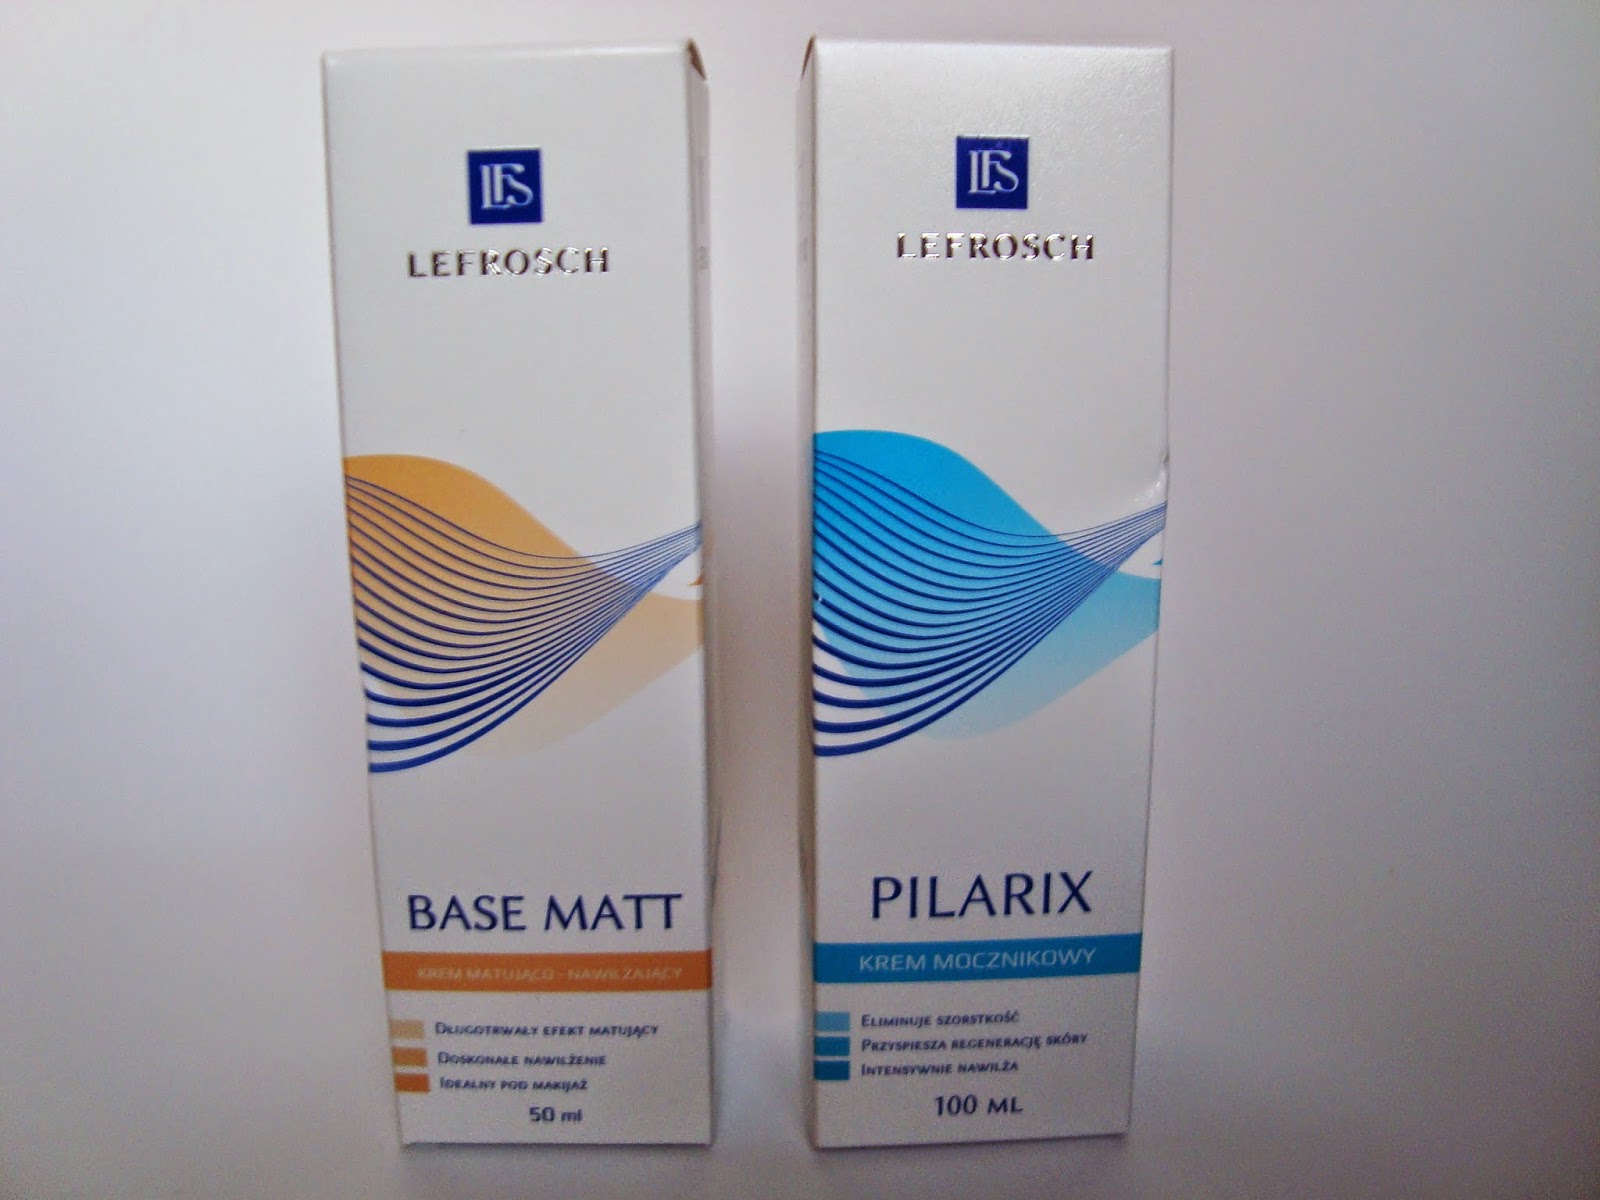 LFS
LEFROSCH
BASE MATT
KREM MATUJĄCO - NAWILŻAJĄCY
DŁUGOTRWAŁY EFEKT MATUJĄCY
DOSKONAŁE NAWILŻENIE
IDEALNY POD MAKIJAŻ
50 ml
LFS
LEFROSCH
PILARIX
KREM MOCZNIKOWY
ELIMINUJE SZORSTKOŚĆ
PRZYSPIESZA REGENERACJĘ SKÓRY
INTENSYWNIE NAWILŻA
100 ML